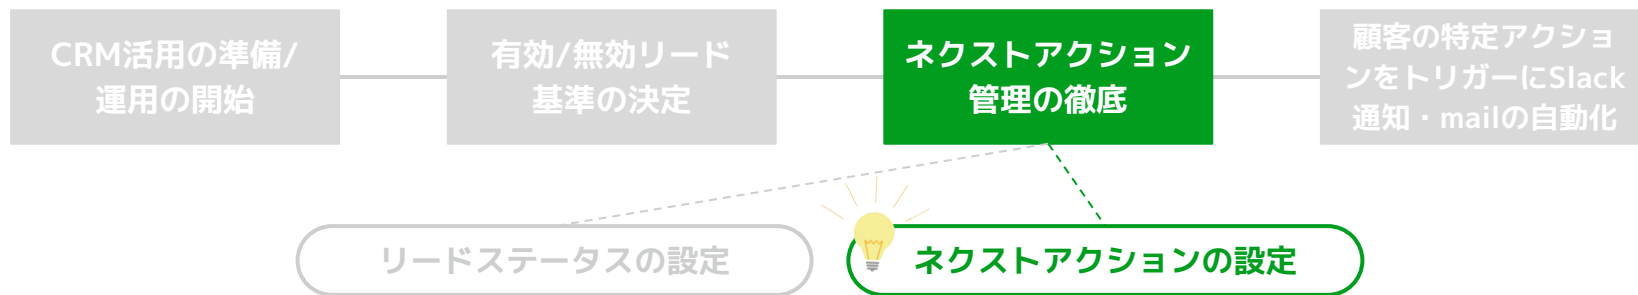 CRM活用の準備/
運用の開始
有効/無効リード
基準の決定
ネクストアクション
管理の徹底
顧客の特定アクショ
ンをトリガーにSlack
通知・mailの自動化
リードステータスの設定
ネクストアクションの設定